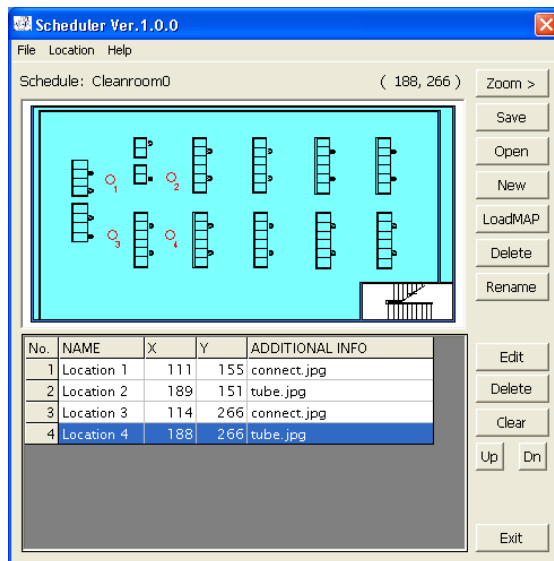 Scheduler Ver.1.0.0
File Location Help
Schedule: Cleanroom0 ( 188, 266 )
Zoom >
Save
Open
New
LoadMAP
Delete
Rename
1
2
3
4
No. NAME X Y ADDITIONAL INFO
1 Location 1 111 155 connect.jpg
2 Location 2 189 151 tube.jpg
3 Location 3 114 266 connect.jpg
4 Location 4 188 266 tube.jpg
Edit
Delete
Clear
Up Dn
Exit